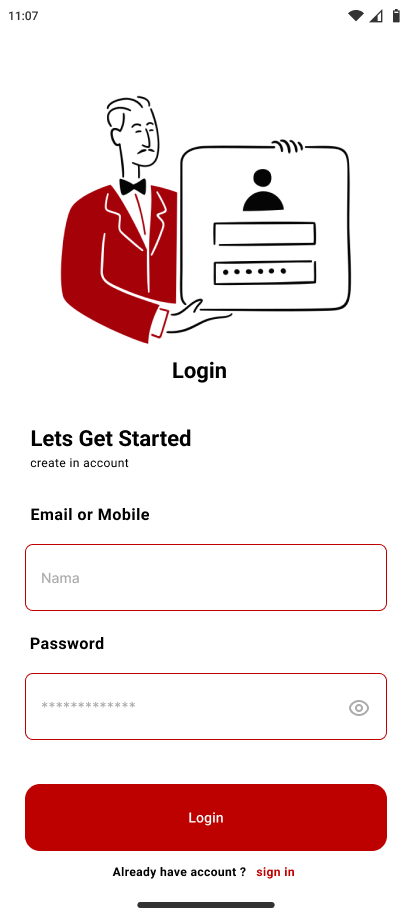 11:07
Login
Lets Get Started
create in account
Email or Mobile
Nama
Password
*************
Login
Already have account ? sign in